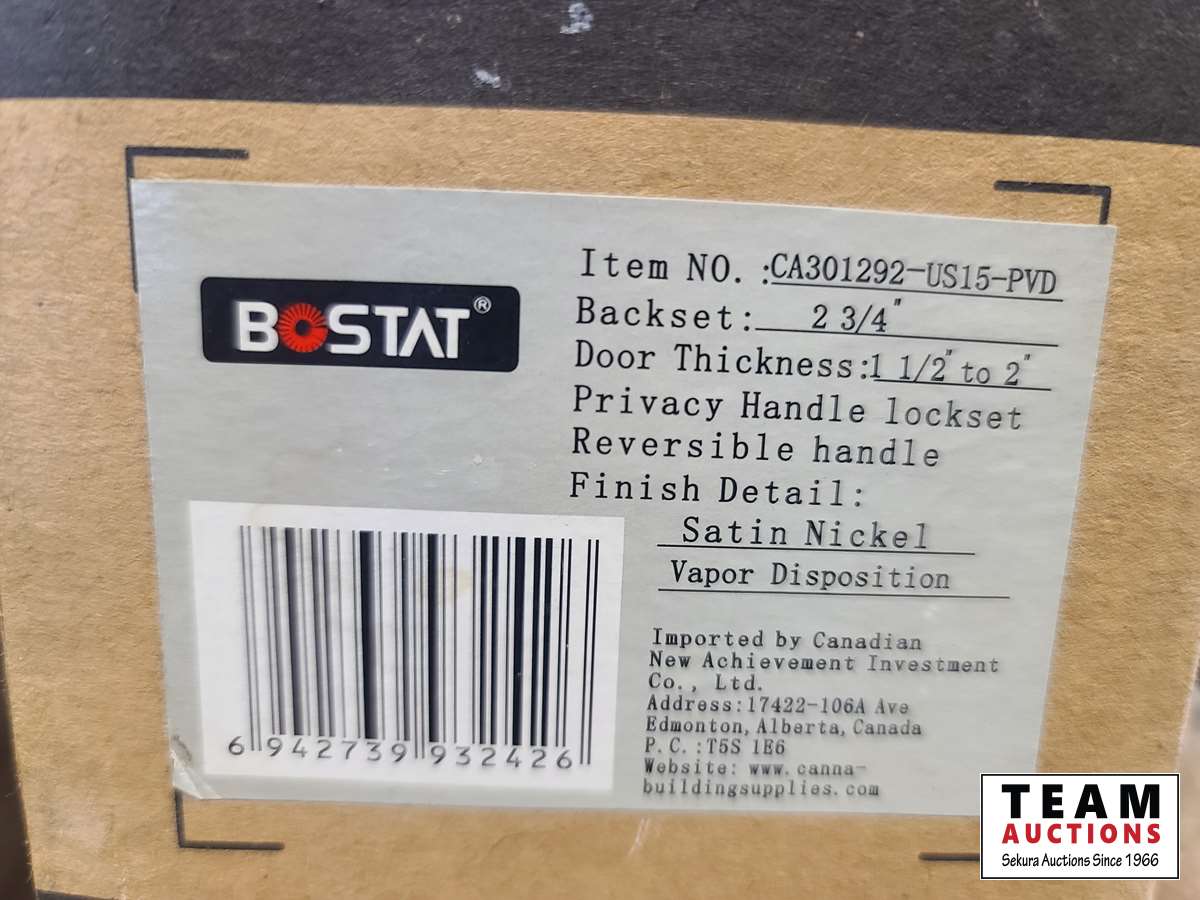 BOSTAT®
Item NO.:CA301292-US15-PVD
Backset: 2 3/4"
Door Thickness:1 1/2" to 2"
Privacy Handle lockset
Reversible handle
Finish Detail:
Satin Nickel
Vapor Disposition
6 942739 932426
Imported by Canadian
New Achievement Investment
Co., Ltd.
Address:17422-106A Ave
Edmonton, Alberta, Canada
P.C.:T5S 1E6
Website: www.canna-
buildingsupplies.com
TEAM
AUCTIONS
Sekura Auctions Since 1966